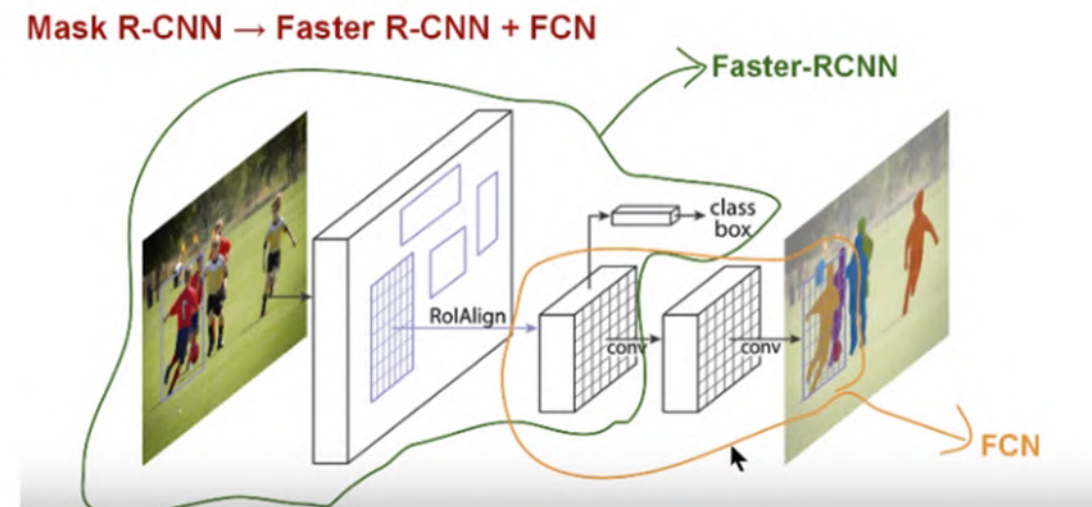 Mask R-CNN → Faster R-CNN + FCN
Faster-RCNN
class
box
RoIAlign
conv
conv
FCN